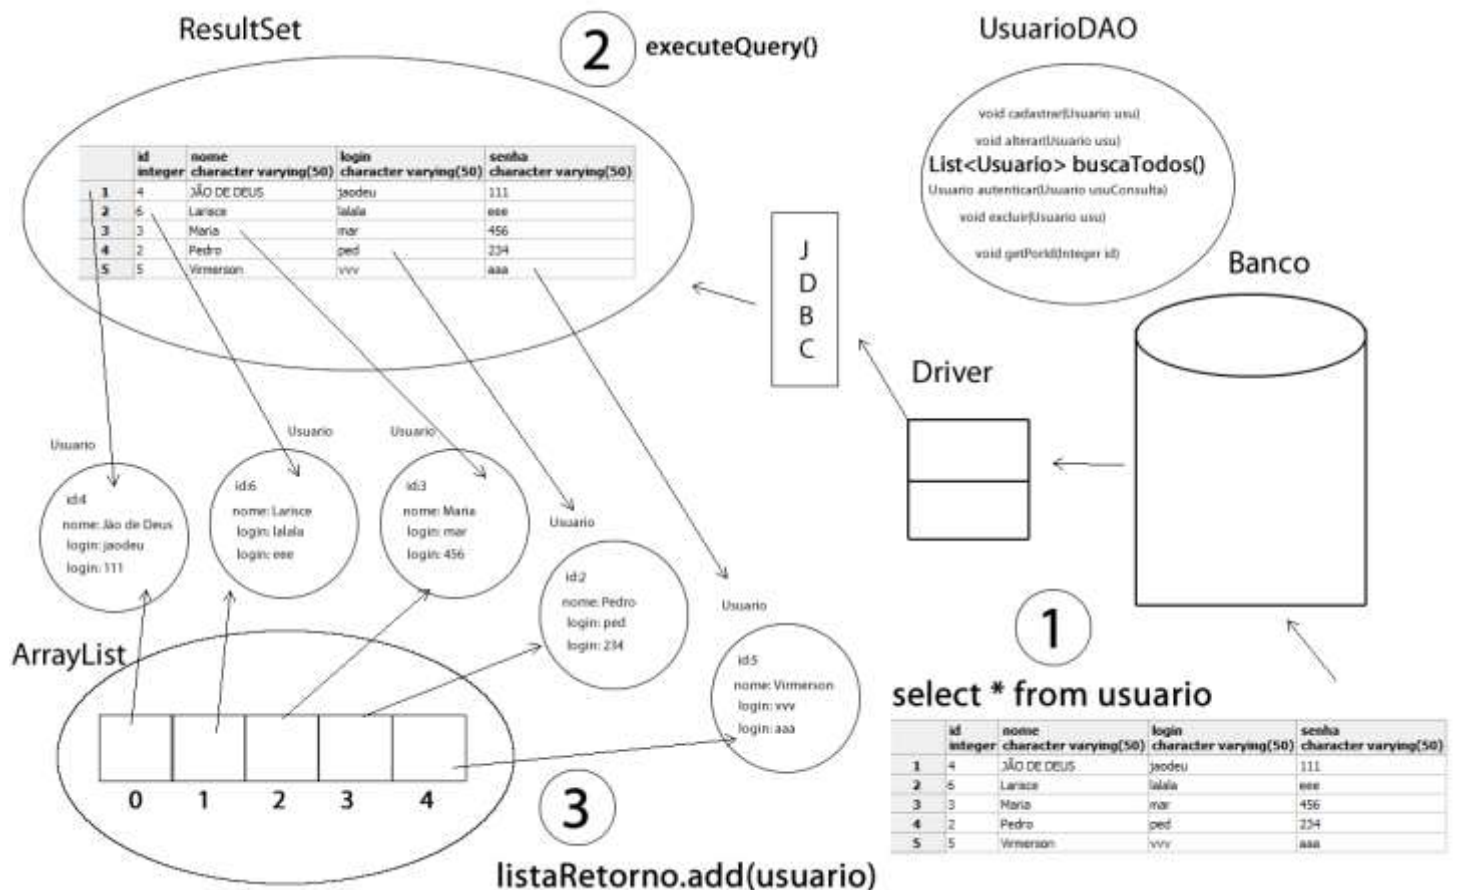 ResultSet
2
executeQuery()
UsuarioDAO
void cadastrar(Usuario usu)
void alterar(Usuario usu)
List<Usuario> buscaTodos()
Usuario autenticar(Usuario usuConsulta)
void excluir(Usuario usu)
void getPorId(Integer id)
id nome login senha
integer character varying(50) character varying(50) character varying(50)
1 4 JÃO DE DEUS jaodeu 111
2 6 Larisce lalala eee
3 3 Maria mar 456
4 2 Pedro ped 234
5 5 Virmerson vvv aaa
J
D
B
C
Banco
Driver
Usuario
id:4
nome: Jão de Deus
login: jaodeu
login: 111
Usuario
id:6
nome: Larisce
login: lalala
login: eee
Usuario
id:3
nome: Maria
login: mar
login: 456
Usuario
id:2
nome: Pedro
login: ped
login: 234
Usuario
id:5
nome: Virmerson
login: vvv
login: aaa
ArrayList
0 1 2 3 4
3
listaRetorno.add(usuario)
1
select * from usuario
id nome login senha
integer character varying(50) character varying(50) character varying(50)
1 4 JÃO DE DEUS jaodeu 111
2 6 Larisce lalala eee
3 3 Maria mar 456
4 2 Pedro ped 234
5 5 Virmerson vvv aaa